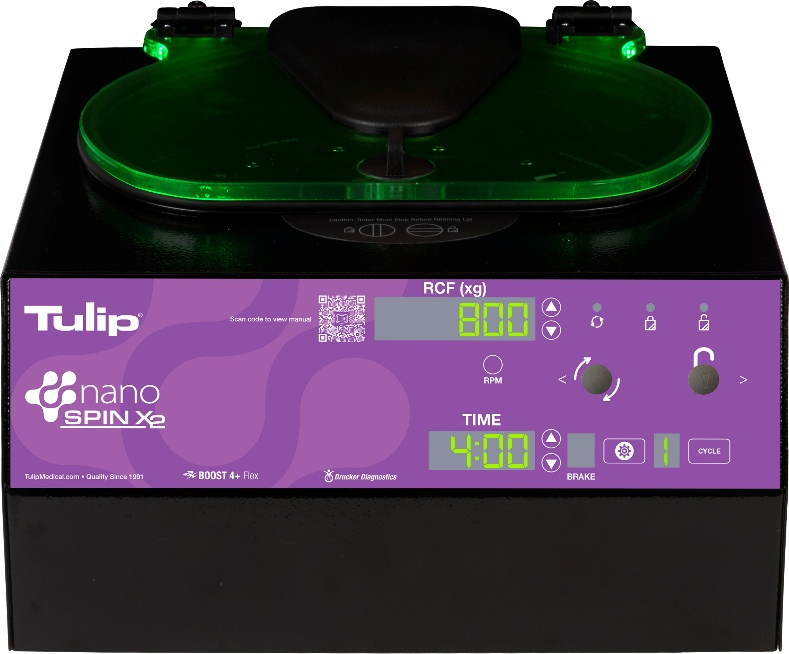 Caution: Rotor Must Stop Before Opening Lid
RCF (xg)
Tulip®
Scan code to view manual
800
RPM
< >
nano
SPIN X2
TIME
4:00
1
CYCLE
BRAKE
TulipMedical.com • Quality Since 1991
BOOST 4+ Flex
Drucker Diagnostics